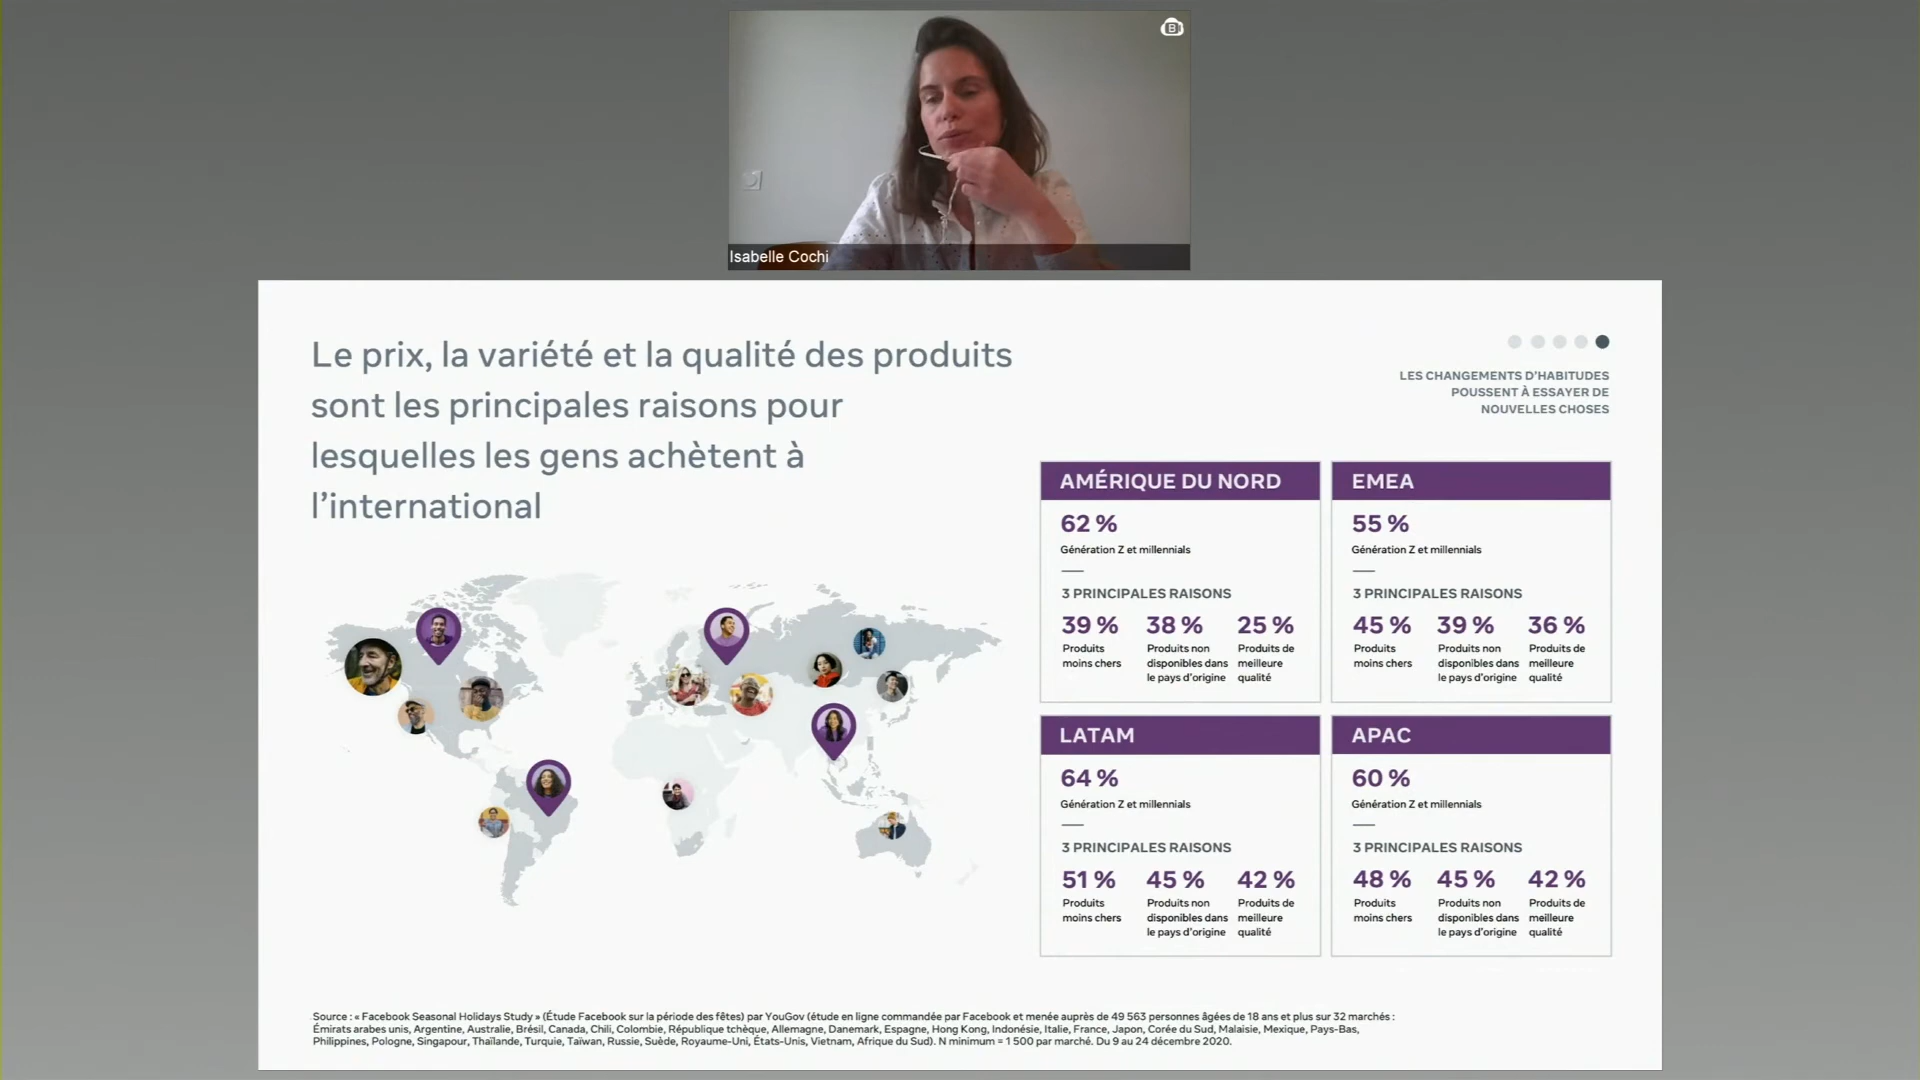 B
Isabelle Cochi
Le prix, la variété et la qualité des produits
sont les principales raisons pour
lesquelles les gens achètent à
l’international
LES CHANGEMENTS D’HABITUDES
POUSSENT À ESSAYER DE
NOUVELLES CHOSES
AMÉRIQUE DU NORD
62 %
Génération Z et millennials
3 PRINCIPALES RAISONS
39 % 38 % 25 %
Produits Produits non Produits de
moins chers disponibles dans meilleure
le pays d’origine qualité
EMEA
55 %
Génération Z et millennials
3 PRINCIPALES RAISONS
45 % 39 % 36 %
Produits Produits non Produits de
moins chers disponibles dans meilleure
le pays d’origine qualité
LATAM
64 %
Génération Z et millennials
3 PRINCIPALES RAISONS
51 % 45 % 42 %
Produits Produits non Produits de
moins chers disponibles dans meilleure
le pays d’origine qualité
APAC
60 %
Génération Z et millennials
3 PRINCIPALES RAISONS
48 % 45 % 42 %
Produits Produits non Produits de
moins chers disponibles dans meilleure
le pays d’origine qualité
Source : « Facebook Seasonal Holidays Study » (Étude Facebook sur la période des fêtes) par YouGov (étude en ligne commandée par Facebook et menée auprès de 49 563 personnes âgées de 18 ans et plus sur 32 marchés :
Émirats arabes unis, Argentine, Australie, Brésil, Canada, Chili, Colombie, République tchèque, Allemagne, Danemark, Espagne, Hong Kong, Indonésie, Italie, France, Japon, Corée du Sud, Malaisie, Mexique, Pays-Bas,
Philippines, Pologne, Singapour, Thaïlande, Turquie, Taïwan, Russie, Suède, Royaume-Uni, États-Unis, Vietnam, Afrique du Sud). N minimum = 1 500 par marché. Du 9 au 24 décembre 2020.